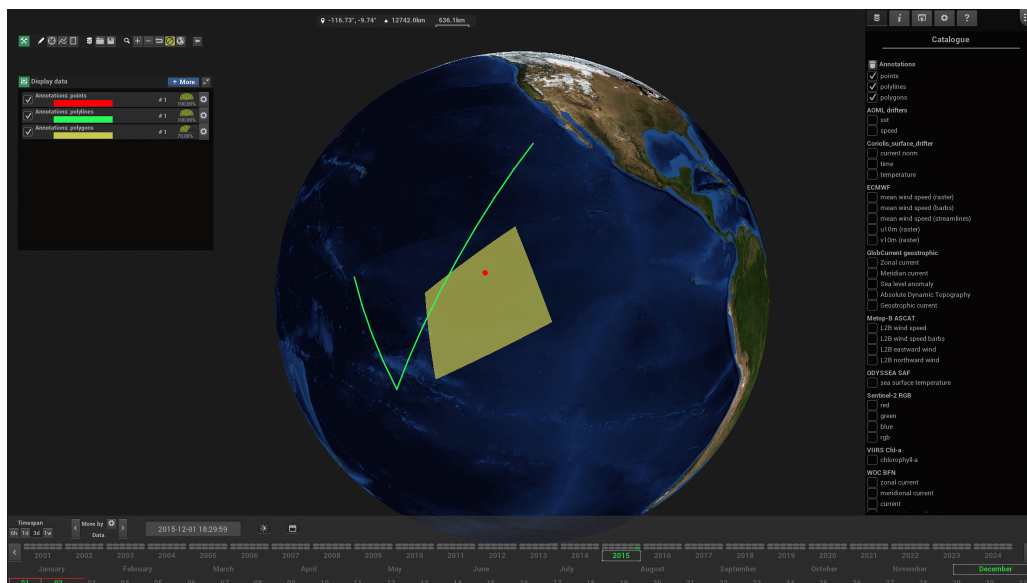 -116.73°, -9.74° ▲ 12742.0km 636.1km
Catalogue
Display data
+ More
Annotations: points
#1
100.00%
Annotations: polylines
#1
100.00%
Annotations: polygons
#1
70.00%
Annotations
points
polylines
polygons
AOML drifters
sst
speed
Coriolis_surface_drifter
current norm
time
temperature
ECMWF
mean wind speed (raster)
mean wind speed (barbs)
mean wind speed (streamlines)
u10m (raster)
v10m (raster)
GlobCurrent geostrophic
Zonal current
Meridian current
Sea level anomaly
Absolute Dynamic Topography
Geostrophic current
Metop-B ASCAT
L2B wind speed
L2B wind speed barbs
L2B eastward wind
L2B northward wind
ODYSSEA SAF
sea surface temperature
Sentinel-2 RGB
red
green
blue
rgb
VIIRS Chl-a
chlorophyll-a
WOC BFN
zonal current
meridional current
current
Timespan
6h 1d 3d 1w
Move by
Data
2015-12-01 18:29:59
2001 2002 2003 2004 2005 2006 2007 2008 2009 2010 2011 2012 2013 2014 2015 2016 2017 2018 2019 2020 2021 2022 2023 2024
January February March April May June July August September October November December